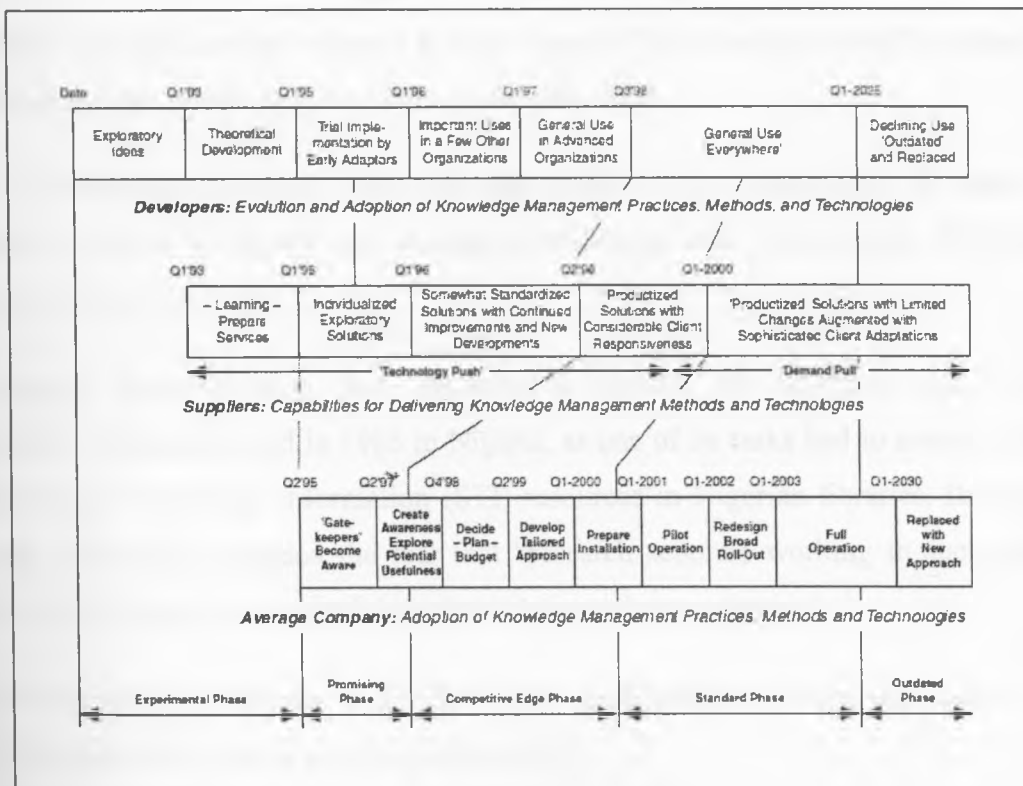 Date Q1'93 Q1'95 Q1'96 Q1'97 Q3'98 Q1-2025
Exploratory
Ideas
Theoretical
Development
Trial Imple-
mentation by
Early Adaptors
Important Uses
in a Few Other
Organizations
General Use
in Advanced
Organizations
General Use
Everywhere'
Declining Use
'Outdated'
and Replaced
Developers: Evolution and Adoption of Knowledge Management Practices, Methods, and Technologies
Q1'93 Q1'95 Q1'96 Q2'98 Q1-2000
– Learning –
Prepare
Services
Individualized
Exploratory
Solutions
Somewhat Standardized
Solutions with Continued
Improvements and New
Developments
Productized
Solutions with
Considerable Client
Responsiveness
'Productized' Solutions with Limited
Changes Augmented with
Sophisticated Client Adaptations
'Technology Push' 'Demand Pull'
Suppliers: Capabilities for Delivering Knowledge Management Methods and Technologies
Q2'95 Q2'97 Q4'98 Q2'99 Q1-2000 Q1-2001 Q1-2002 Q1-2003 Q1-2030
'Gate-
keepers'
Become
Aware
Create
Awareness
Explore
Potential
Usefulness
Decide
– Plan –
Budget
Develop
Tailored
Approach
Prepare
Installation
Pilot
Operation
Redesign
Broad
Roll-Out
Full
Operation
Replaced
with
New
Approach
Average Company: Adoption of Knowledge Management Practices, Methods and Technologies
Experimental Phase
Promising
Phase
Competitive Edge Phase
Standard Phase
Outdated
Phase